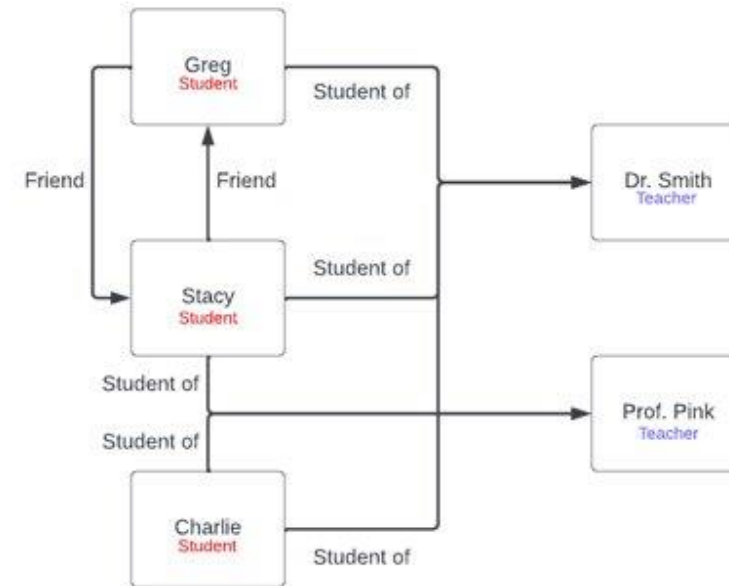 Greg
Student
Student of
Friend
Friend
Dr. Smith
Teacher
Student of
Stacy
Student
Student of
Prof. Pink
Teacher
Student of
Charlie
Student
Student of